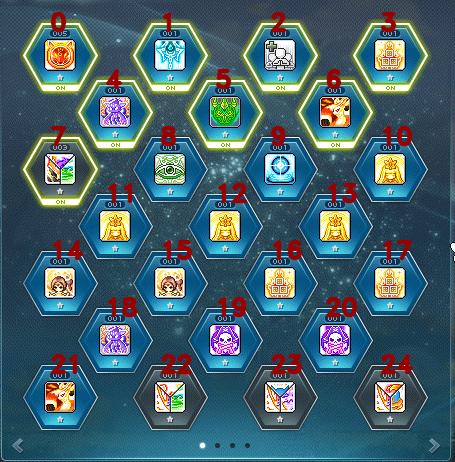 0 1 2 3
005 001 001 001
ON ON ON ON
4 5 6
001 001 001
ON ON ON
7 8 9 10
003 001 001 001
ON
11 12 13
001 001 001
14 15 16 17
001 001 001 001
18 19 20
001 001 001
21 22 23 24
001 001 001 001